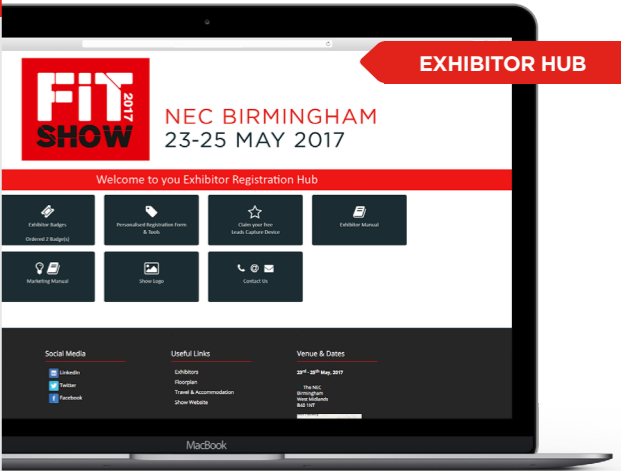 EXHIBITOR HUB
FIT
2017
SHOW
NEC BIRMINGHAM
23-25 MAY 2017
Welcome to you Exhibitor Registration Hub
Exhibitor Badges
Ordered 2 Badge(s)
Personalised Registration Form
& Tools
Claim your free
Leads Capture Device
Exhibitor Manual
Marketing Manual
Show Logo
Contact Us
Social Media
LinkedIn
Twitter
Facebook
Useful Links
Exhibitors
Floorplan
Travel & Accommodation
Show Website
Venue & Dates
23rd - 25th May, 2017
The NEC
Birmingham
West Midlands
B40 1NT
MacBook